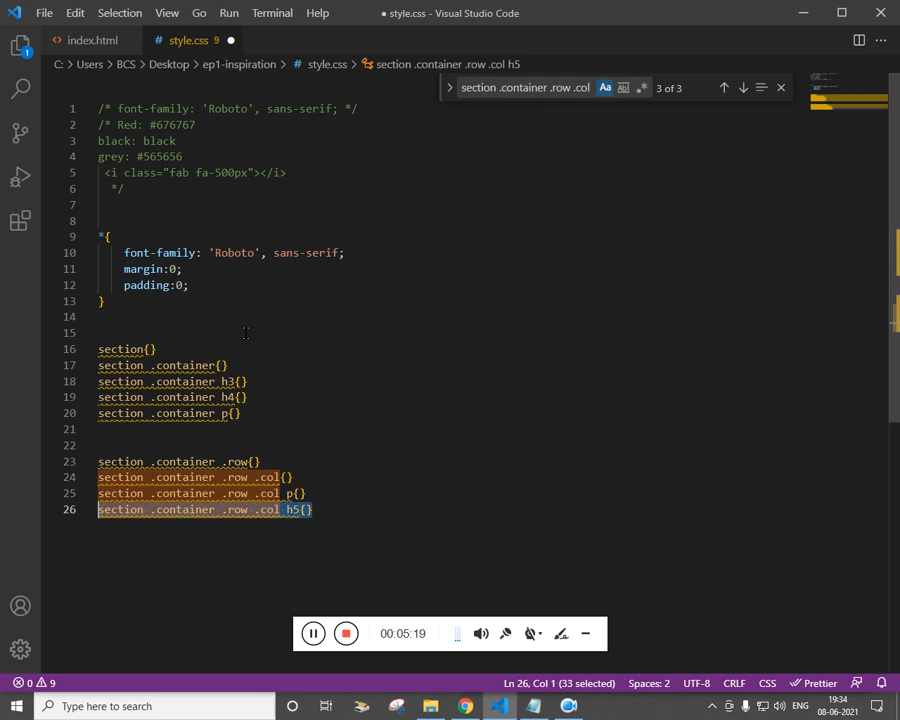 File Edit Selection View Go Run Terminal Help ● style.css - Visual Studio Code
<> index.html # style.css 9 ●
C: > Users > BCS > Desktop > ep1-inspiration > # style.css > section .container .row .col h5
> section .container .row .col Aa ab .* 3 of 3
1 /* font-family: 'Roboto', sans-serif; */
2 /* Red: #676767
3 black: black
4 grey: #565656
5 <i class="fab fa-500px"></i>
6 */
7
8
9 *{
10 font-family: 'Roboto', sans-serif;
11 margin:0;
12 padding:0;
13 }
14
15
16 section{}
17 section .container{}
18 section .container h3{}
19 section .container h4{}
20 section .container p{}
21
22
23 section .container .row{}
24 section .container .row .col{}
25 section .container .row .col p{}
26 section .container .row .col h5{}
1
00:05:19
0 9 Ln 26, Col 1 (33 selected) Spaces: 2 UTF-8 CRLF CSS Prettier
Type here to search ENG 19:34
08-06-2021